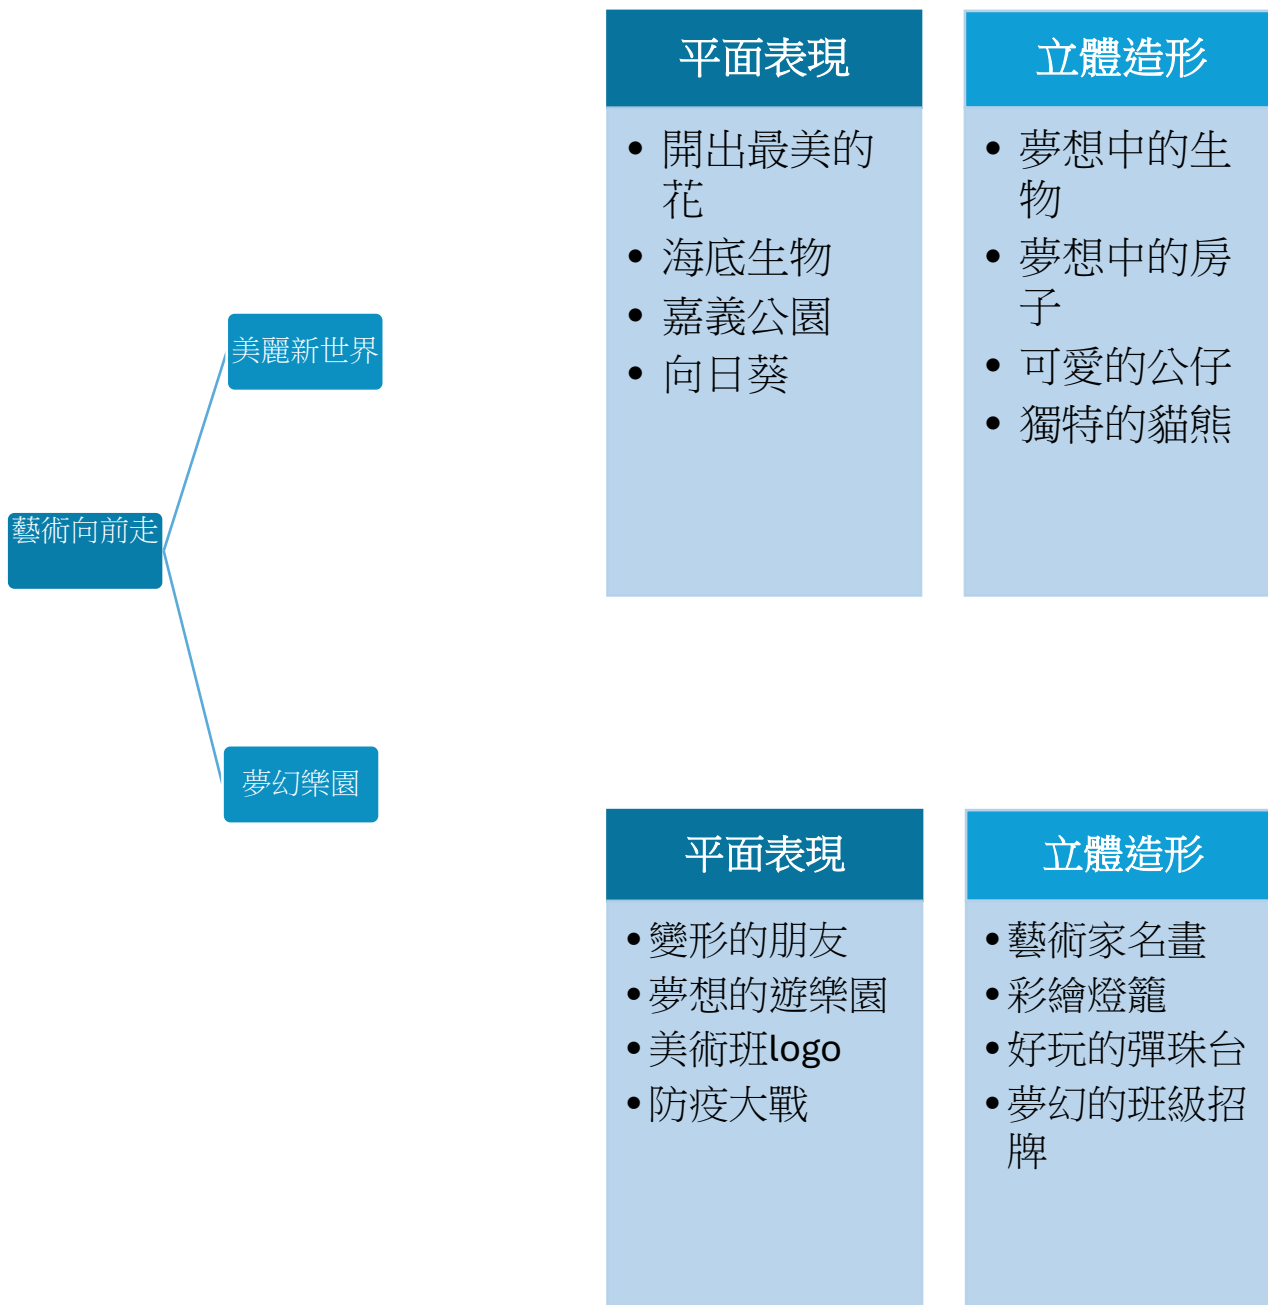 藝術向前走
美麗新世界
平面表現
• 開出最美的
花
• 海底生物
• 嘉義公園
• 向日葵
立體造形
• 夢想中的生
物
• 夢想中的房
子
• 可愛的公仔
• 獨特的貓熊
夢幻樂園
平面表現
• 變形的朋友
• 夢想的遊樂園
• 美術班logo
• 防疫大戰
立體造形
• 藝術家名畫
• 彩繪燈籠
• 好玩的彈珠台
• 夢幻的班級招
牌